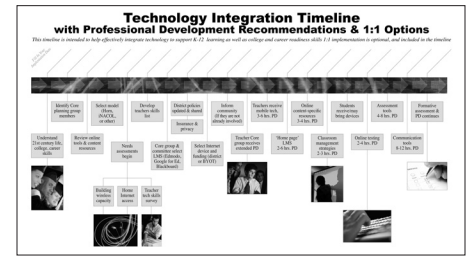 Technology Integration Timeline
with Professional Development Recommendations & 1:1 Options
This timeline is intended to help effectively integrate technology to support K-12 learning as well as college and career readiness skills 1:1 implementation is optional, and included in the timeline
Identify Core
planning group
members
Select model
(Horn,
iNACOL,
or other)
Develop
teachers skills
list
District policies
updated & shared
Insurance &
privacy
Inform
community
(if they are not
already involved)
Teachers receive
mobile tech,
3-6 hrs. PD
Online
content-specific
resources
3-6 hrs. PD
Students
receive/may
bring devices
Assessment
tools
4-8 hrs. PD
Formative
assessment &
PD continues
Understand
21st century life,
college, career
skills
Review online
tools & content
resources
Needs
assessments
begin
Core group &
committee select
LMS (Edmodo,
Google for Ed,
Blackboard)
Select Internet
device and
funding (district
or BYOT)
Teacher Core
group receives
extended PD
'Home page'
LMS
2-6 hrs. PD
Classroom
management
strategies
2-3 hrs. PD
Online testing
2-4 hrs. PD
Communication
tools
8-12 hrs. PD
Building
wireless
capacity
Home
Internet
access
Teacher
tech skills
survey